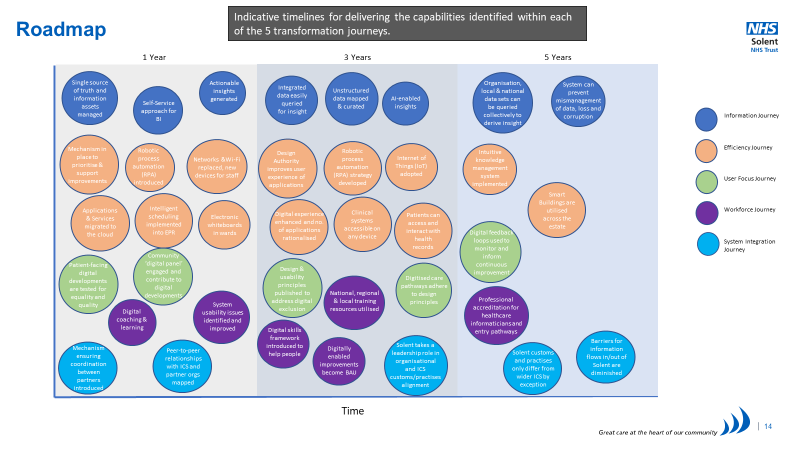 Roadmap
Indicative timelines for delivering the capabilities identified within each
of the 5 transformation journeys.
NHS
Solent
NHS Trust
1 Year
3 Years
5 Years
Single source
of truth and
information
assets
managed
Self-Service
approach for
BI
Actionable
insights
generated
Integrated
data easily
queried
for insight
Unstructured
data mapped
& curated
AI-enabled
insights
Organisation,
local & national
data sets can
be queried
collectively to
derive insight
System can
prevent
mismanagement
of data, loss and
corruption
Mechanism in
place to
prioritise &
support
improvements
Robotic
process
automation
(RPA)
introduced
Networks &Wi-Fi
replaced, new
devices for staff
Design
Authority
improves user
experience of
applications
Robotic
process
automation
(RPA) strategy
developed
Internet of
Things (IoT)
adopted
Intuitive
knowledge
management
system
implemented
Applications
& Services
migrated to
the cloud
Intelligent
scheduling
implemented
into EPR
Electronic
whiteboards
in wards
Digital experience
enhanced and no
of applications
rationalised
Clinical
systems
accessible on
any device
Patients can
access and
interact with
health
records
Smart
Buildings are
utilised
across the
estate
Patient-facing
digital
developments
are tested for
equality and
quality
Community
'digital panel'
engaged and
contribute to
digital
developments
Design &
usability
principles
published to
address digital
exclusion
Digitised care
pathways adhere
to design
principles
Digital feedback
loops used to
monitor and
inform
continuous
improvement
Digital
coaching &
learning
System
usability issues
identified and
improved
National, regional
& local training
resources utilised
Digital skills
framework
introduced to
help people
Digitally
enabled
improvements
become BAU
Professional
accreditation for
healthcare
informaticians and
entry pathways
Mechanism
ensuring
coordination
between
partners
introduced
Peer-to-peer
relationships
with ICS and
partner orgs
mapped
Solent takes a
leadership role in
organisational
and ICS
customs/practises
alignment
Solent customs
and practises
only differ from
wider ICS by
exception
Barriers for
information
flows in/out of
Solent are
diminished
Information Journey
Efficiency Journey
User Focus Journey
Workforce Journey
System Integration
Journey
Time
Great care at the heart of our community
14